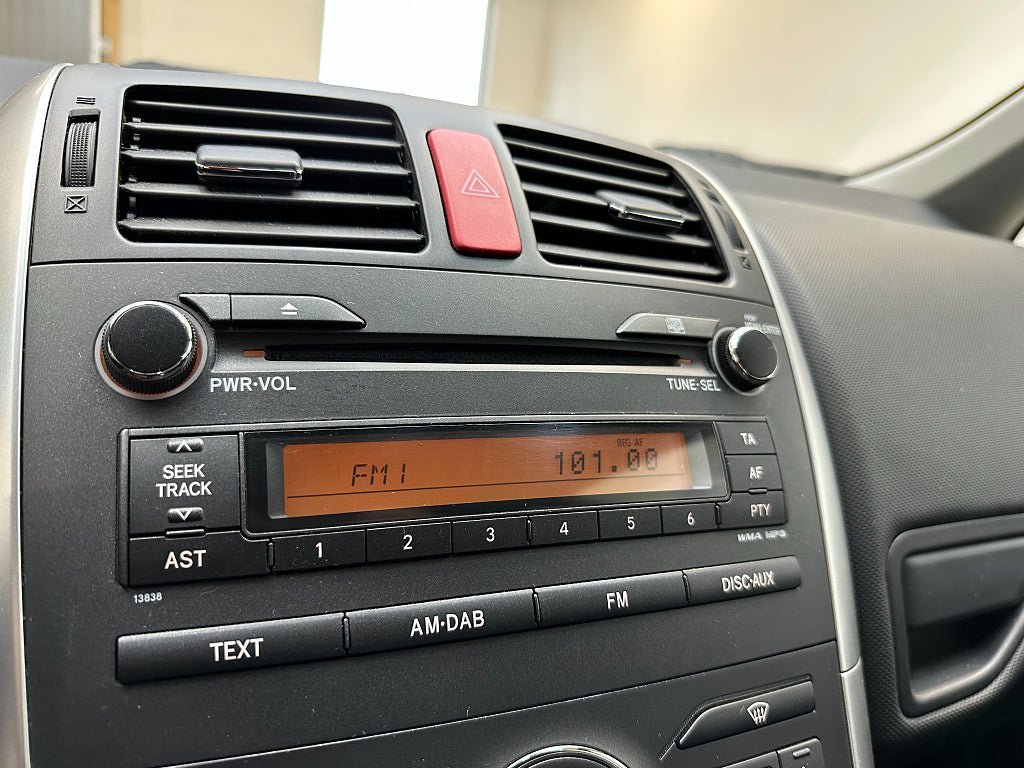 PWR·VOL
TUNE·SEL
SEEK
TRACK
REG AF
FM1
101.00
TA
AF
PTY
1
2
3
4
5
6
WMA MP3
AST
13838
TEXT
AM·DAB
FM
DISC·AUX